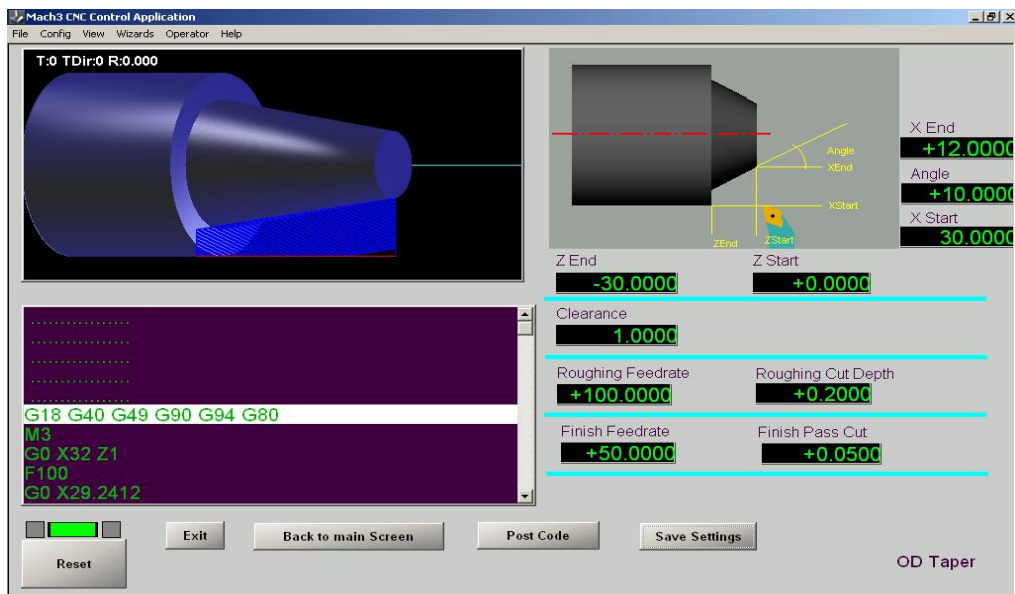 Mach3 CNC Control Application
File Config View Wizards Operator Help
T:0 TDir:0 R:0.000
Angle
XEnd
XStart
ZEnd
ZStart
X End
+12.0000
Angle
+10.0000
X Start
30.0000
Z End
-30.0000
Z Start
+0.0000
Clearance
1.0000
Roughing Feedrate
+100.0000
Roughing Cut Depth
+0.2000
Finish Feedrate
+50.0000
Finish Pass Cut
+0.0500
................
................
................
................
................
G18 G40 G49 G90 G94 G80
M3
G0 X32 Z1
F100
G0 X29.2412
Exit
Back to main Screen
Post Code
Save Settings
Reset
OD Taper